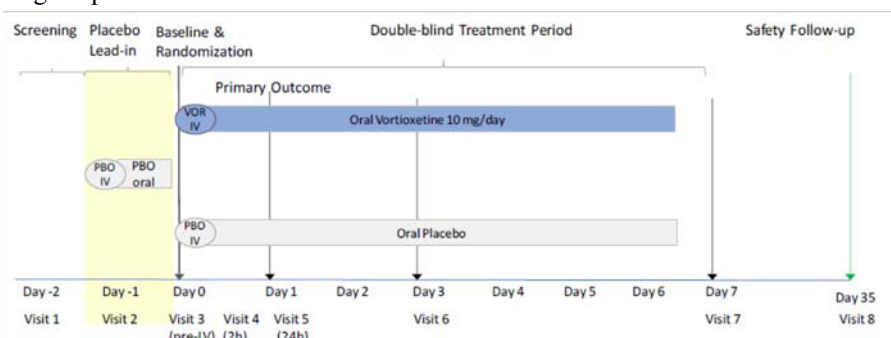 Screening Placebo Baseline & Double-blind Treatment Period Safety Follow-up
Lead-in Randomization
Primary Outcome
VOR
IV
Oral Vortioxetine 10 mg/day
PBO
IV
PBO
oral
PBO
IV
Oral Placebo
Day -2 Day -1 Day 0 Day 1 Day 2 Day 3 Day 4 Day 5 Day 6 Day 7 Day 35
Visit 1 Visit 2 Visit 3 Visit 4 Visit 5 Visit 6 Visit 7 Visit 8
(pre-IV) (2h) (24h)